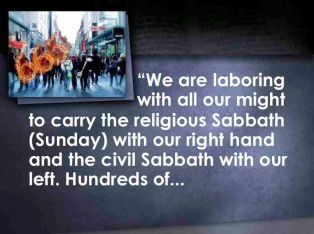 “We are laboring
with all our might
to carry the religious Sabbath
(Sunday) with our right hand
and the civil Sabbath with our
left. Hundreds of...